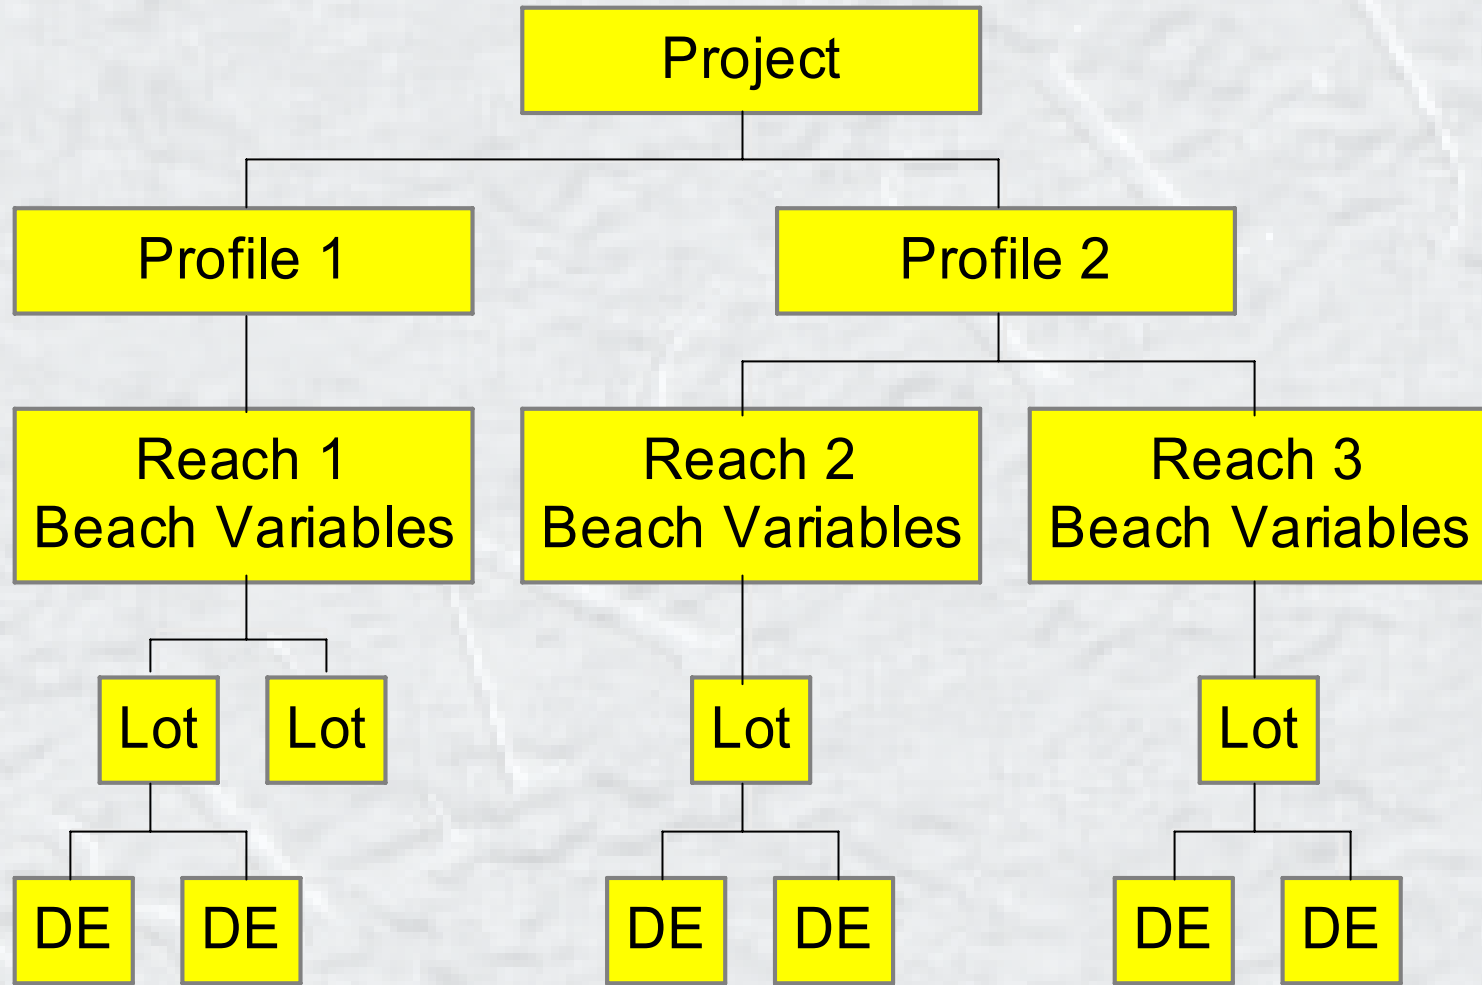 Project
Profile 1
Profile 2
Reach 1
Beach Variables
Reach 2
Beach Variables
Reach 3
Beach Variables
Lot
Lot
Lot
Lot
DE
DE
DE
DE
DE
DE